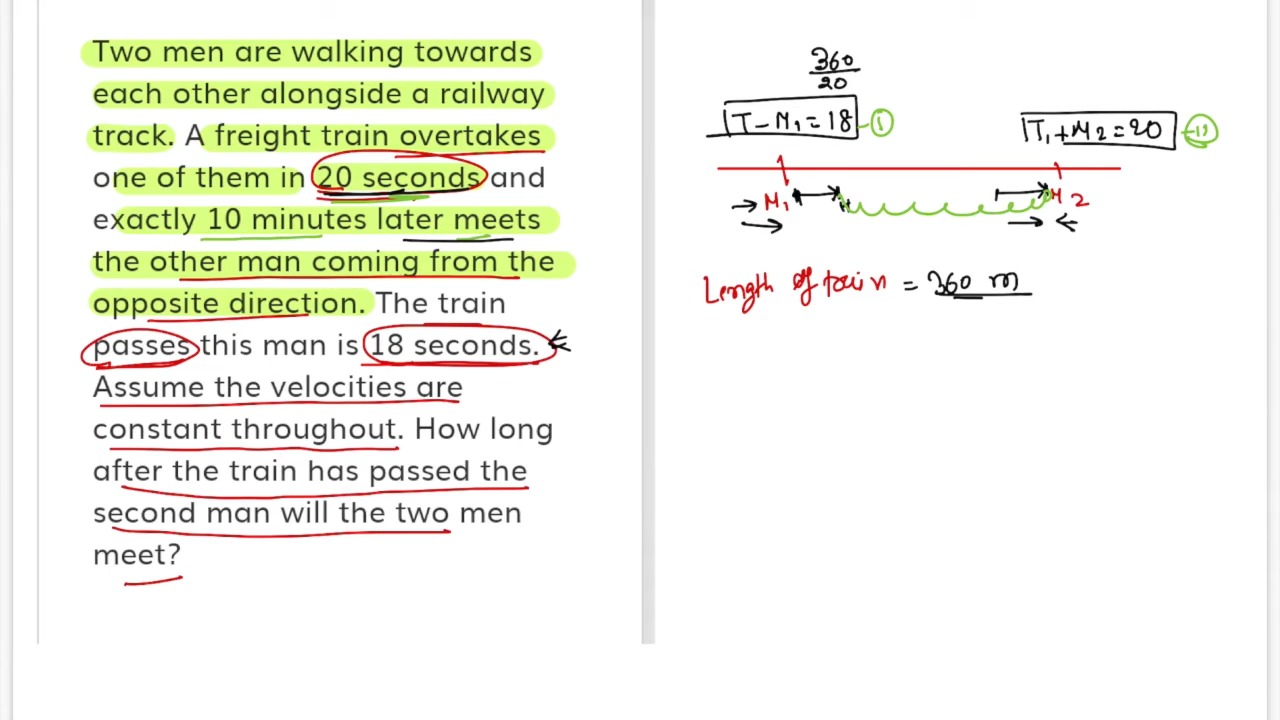 Two men are walking towards
each other alongside a railway
track. A freight train overtakes
one of them in 20 seconds and
exactly 10 minutes later meets
the other man coming from the
opposite direction. The train
passes this man is 18 seconds.
Assume the velocities are
constant throughout. How long
after the train has passed the
second man will the two men
meet?
360
20
T - M₁ = 18 - ①
T₁ + M₂ = 20 - ⑪
M₁ M 2
Length of train = 360 m